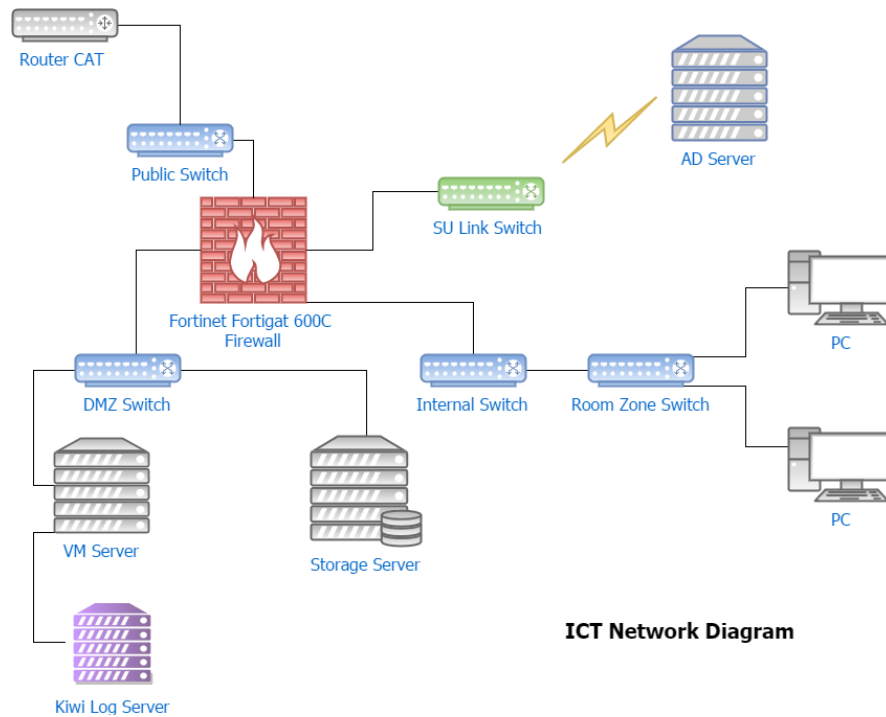 Router CAT
Public Switch
AD Server
SU Link Switch
Fortinet Fortigat 600C
Firewall
PC
DMZ Switch
Internal Switch
Room Zone Switch
PC
VM Server
Storage Server
ICT Network Diagram
Kiwi Log Server